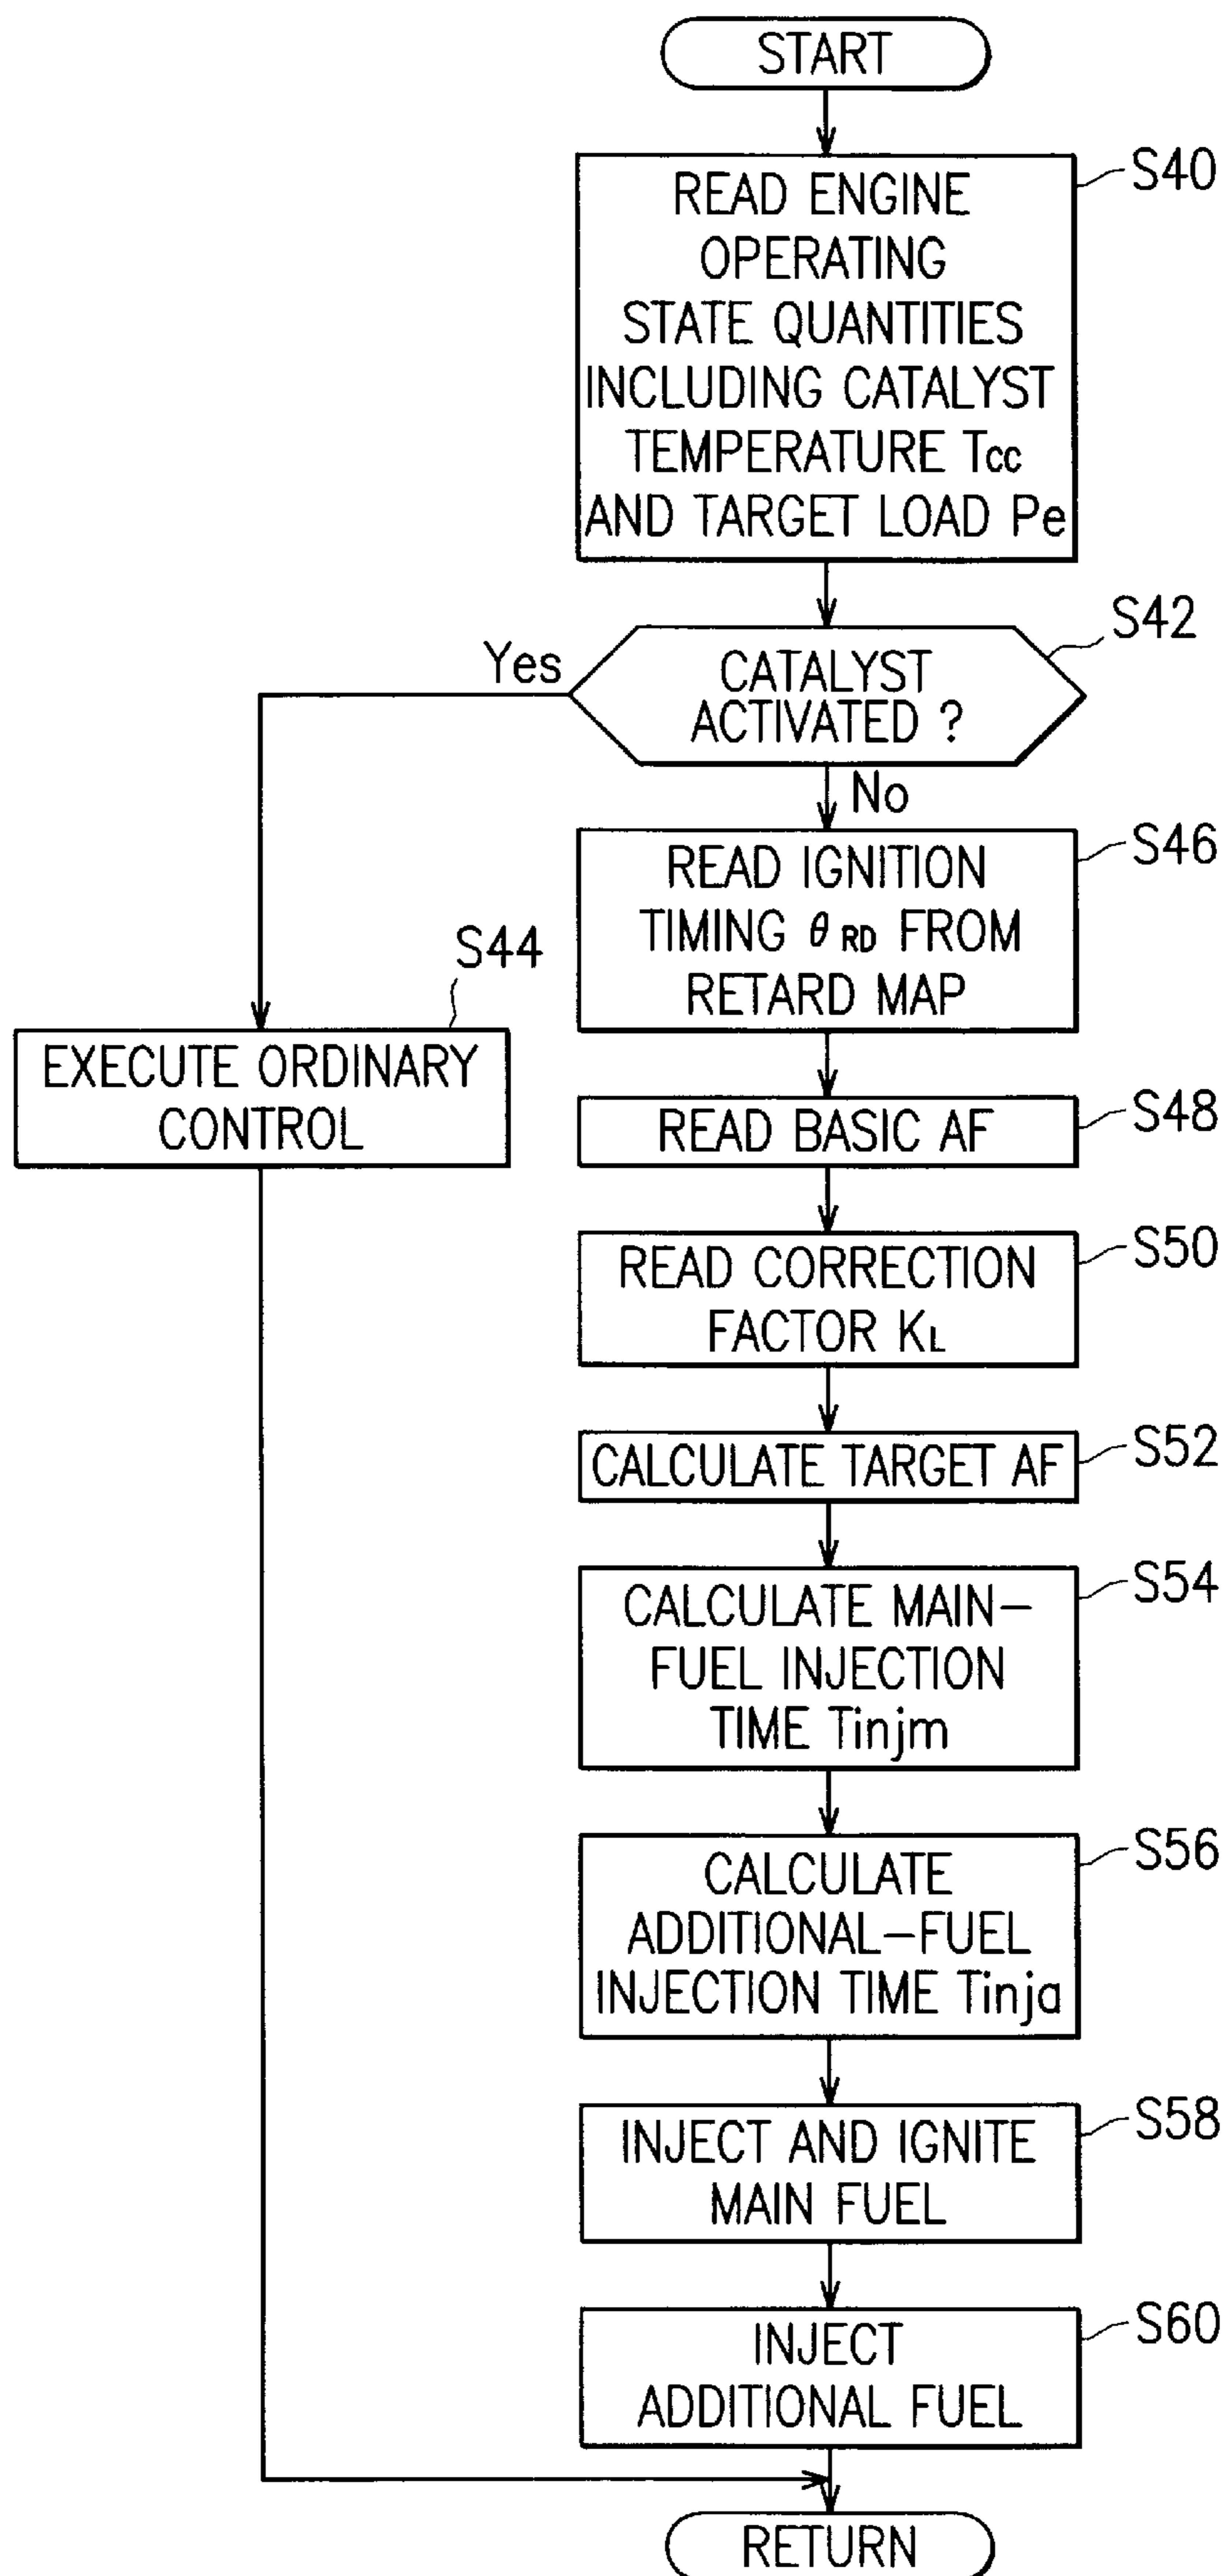 START
S40
READ ENGINE
OPERATING
STATE QUANTITIES
INCLUDING CATALYST
TEMPERATURE Tcc
AND TARGET LOAD Pe
S42
Yes
CATALYST
ACTIVATED ?
No
S46
READ IGNITION
TIMING θRD FROM
RETARD MAP
S44
EXECUTE ORDINARY
CONTROL
S48
READ BASIC AF
S50
READ CORRECTION
FACTOR KL
S52
CALCULATE TARGET AF
S54
CALCULATE MAIN-
FUEL INJECTION
TIME Tinjm
S56
CALCULATE
ADDITIONAL-FUEL
INJECTION TIME Tinja
S58
INJECT AND IGNITE
MAIN FUEL
S60
INJECT
ADDITIONAL FUEL
RETURN